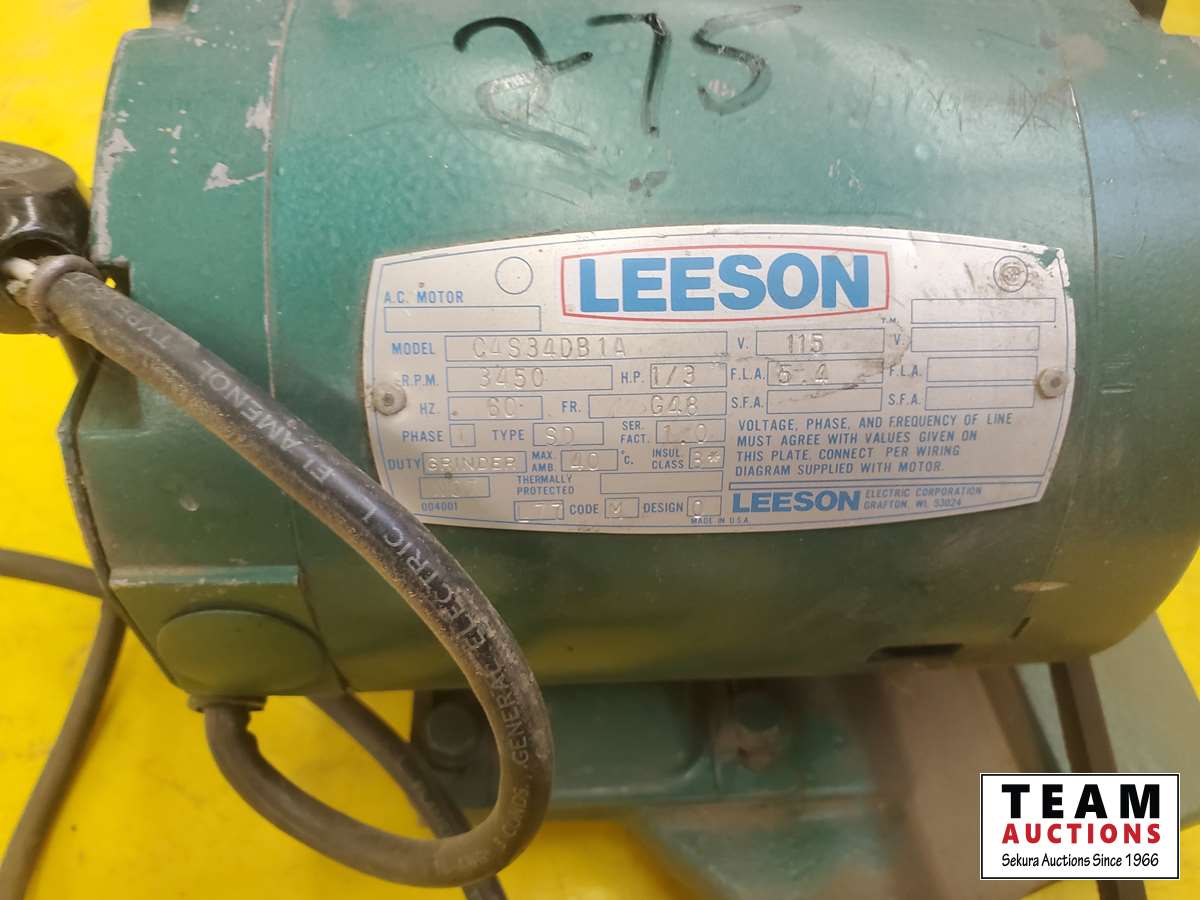 275
LEESON
T.M.
A.C. MOTOR
MODEL C4S34DB1A V. 115 V.
R.P.M. 3450 H.P. 1/3 F.L.A. 5.4 F.L.A.
HZ. 60 FR. G48 S.F.A. S.F.A.
PHASE 1 TYPE SD SER. FACT. 1.0
DUTY GRINDER MAX. AMB. 40 °C. INSUL. CLASS B*
THERMALLY PROTECTED
004001 CODE M DESIGN O
VOLTAGE, PHASE, AND FREQUENCY OF LINE
MUST AGREE WITH VALUES GIVEN ON
THIS PLATE. CONNECT PER WIRING
DIAGRAM SUPPLIED WITH MOTOR.
LEESON ELECTRIC CORPORATION
GRAFTON, WI. 53024
MADE IN U.S.A.
GENERAL ELECTRIC FLAMENOL TYPE
TEAM
AUCTIONS
Sekura Auctions Since 1966